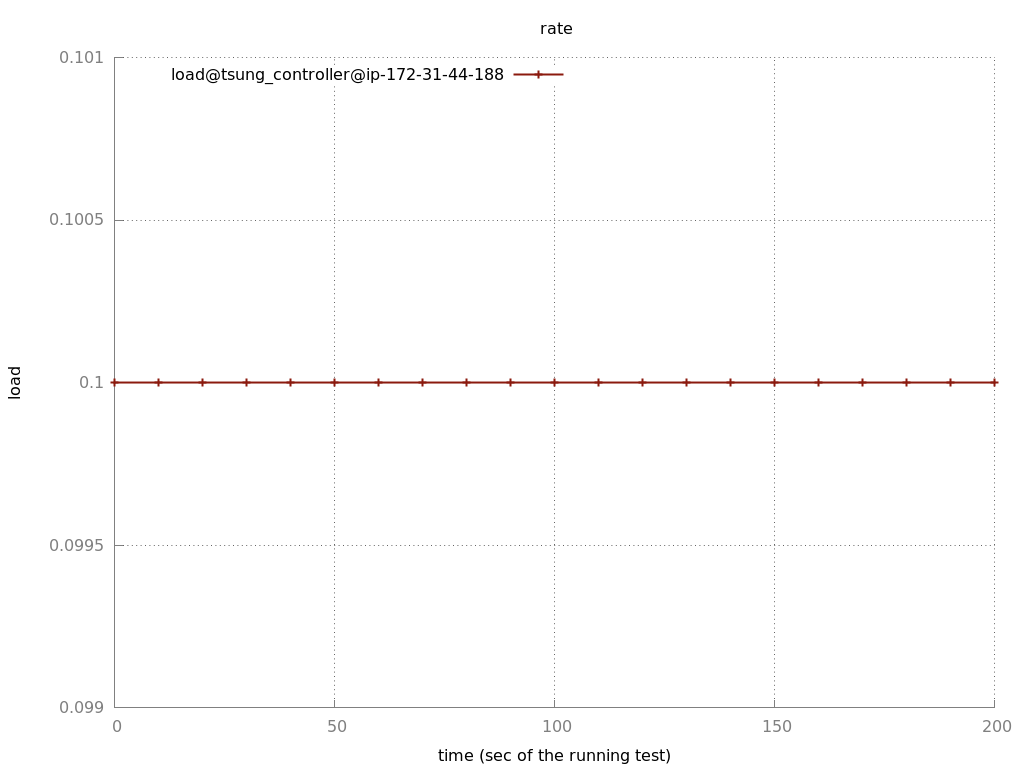 rate
0.101
load@tsung_controller@ip-172-31-44-188
0.1005
0.1
load
0.0995
0.099
0 50 100 150 200
time (sec of the running test)